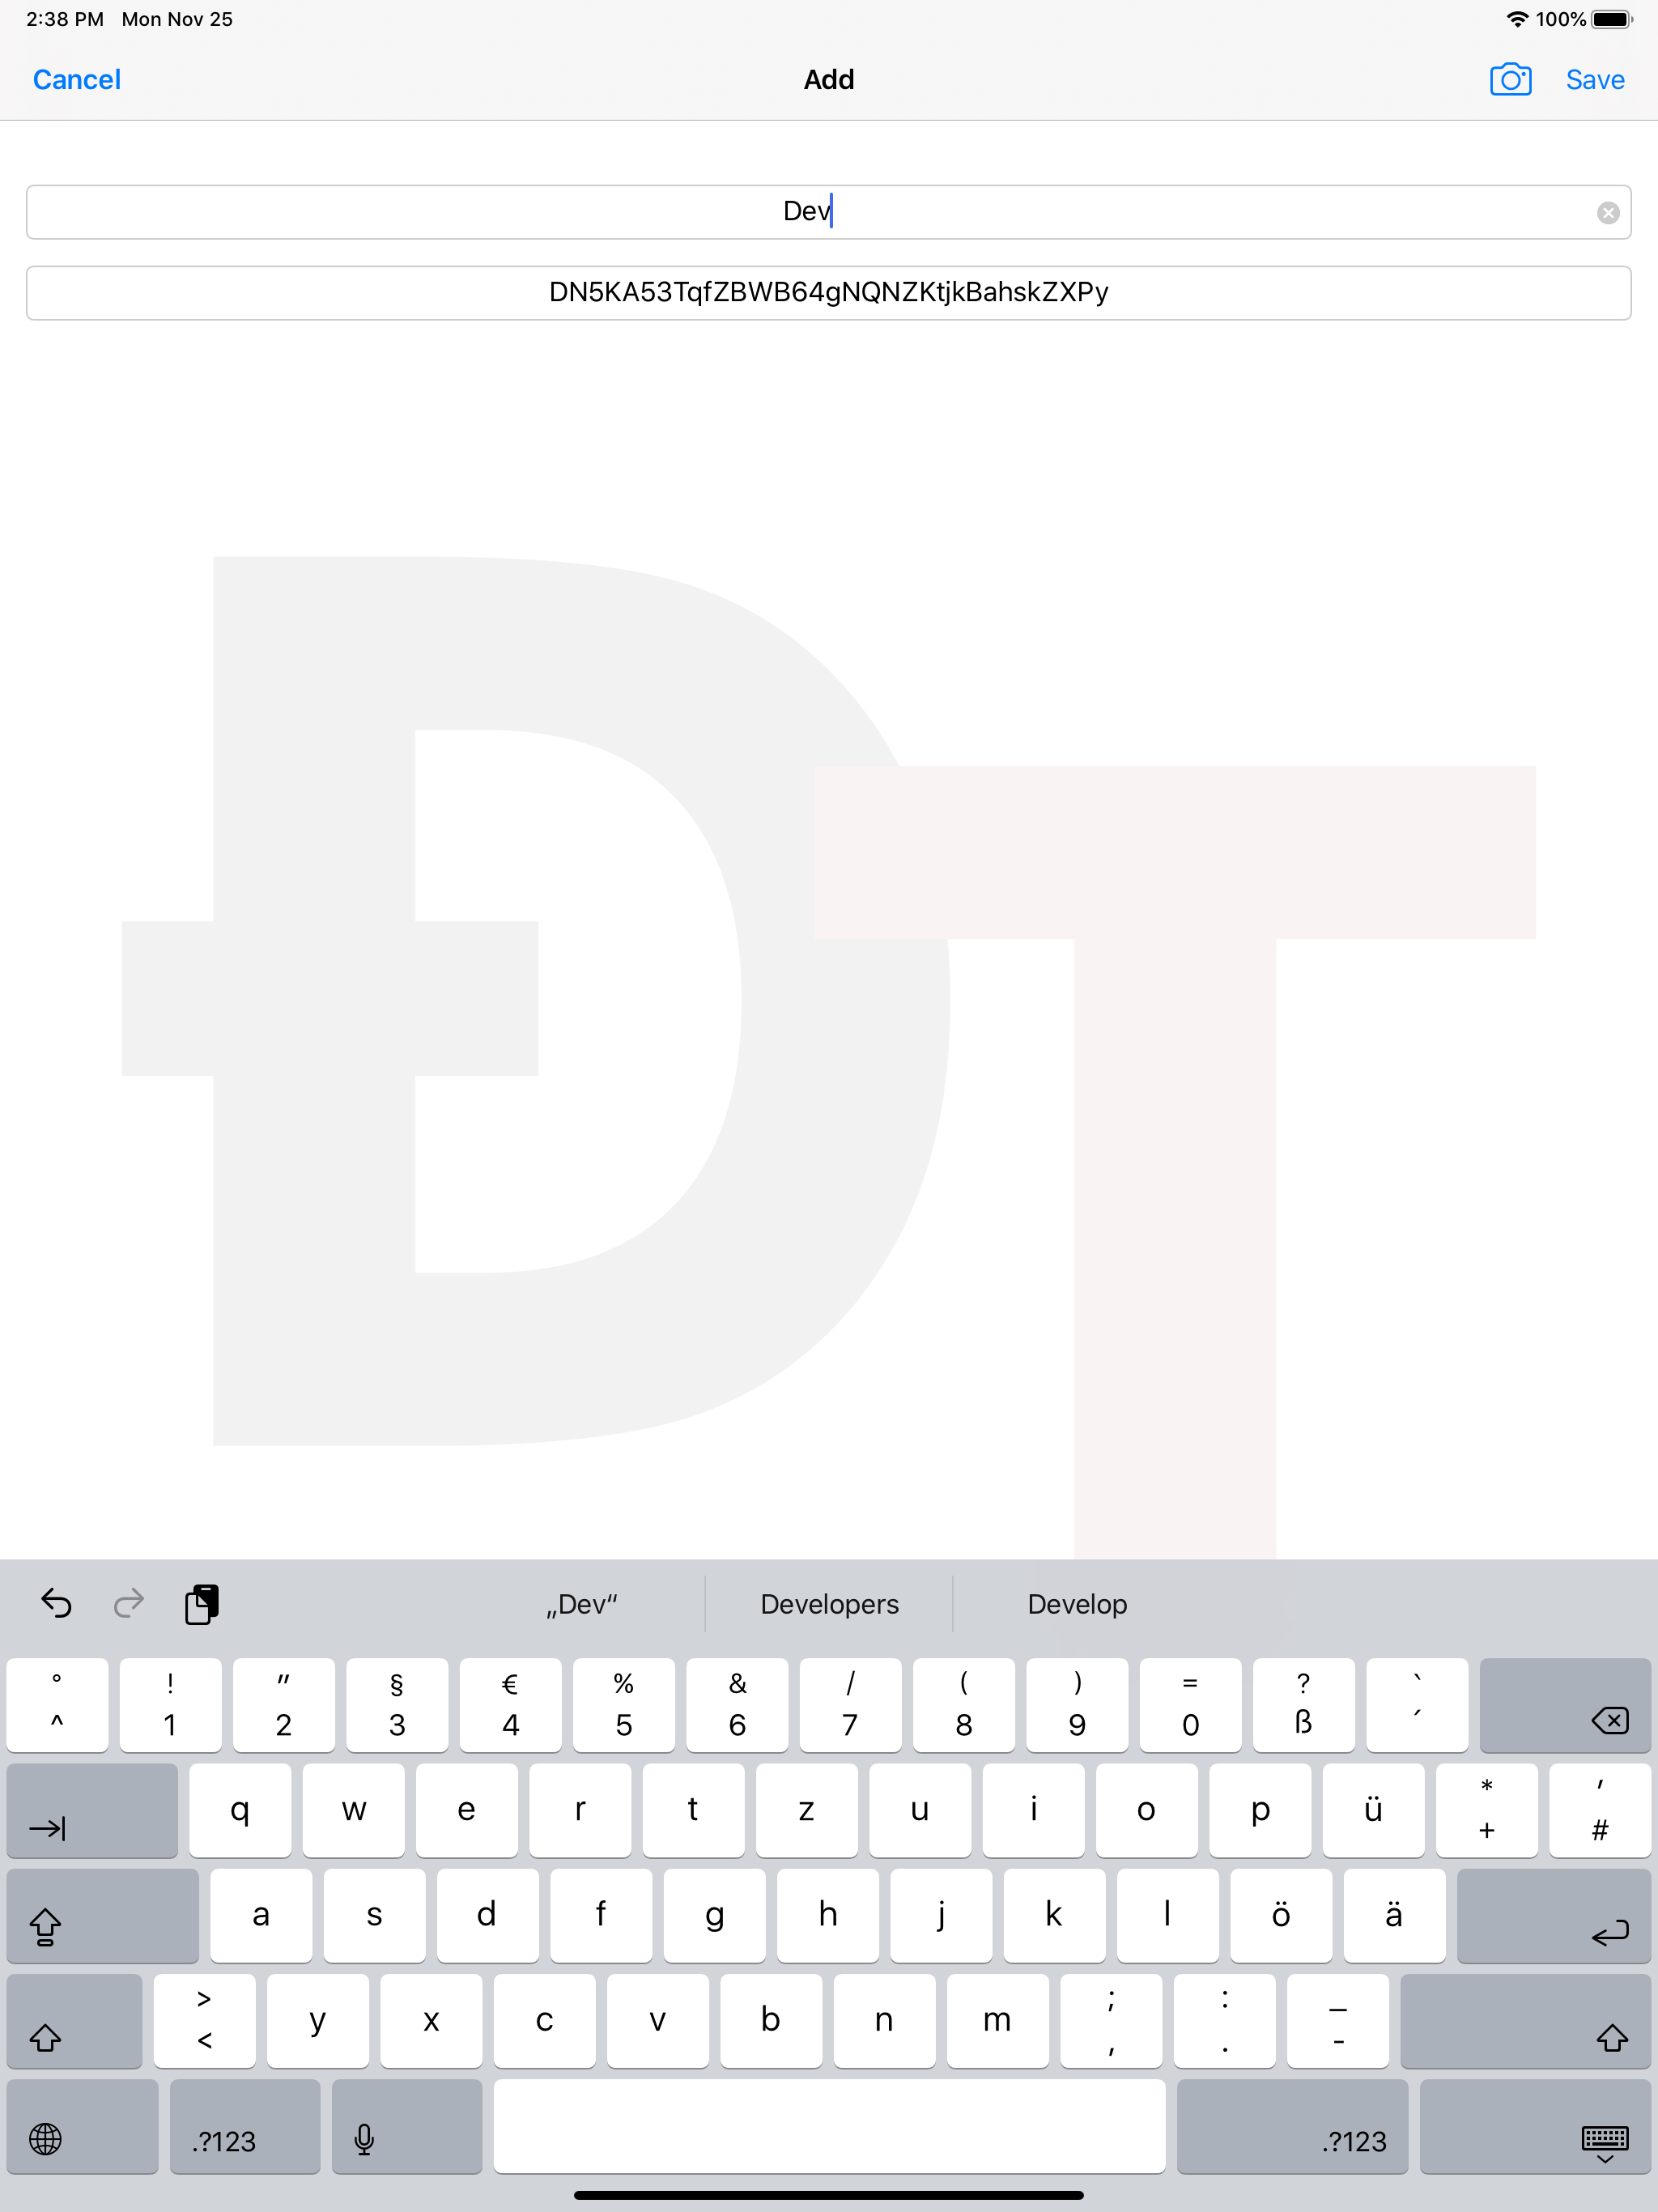 2:38 PM Mon Nov 25 100%
Cancel Add Save
Dev
DN5KA53TqfZBWB64gNQNZKtjkBahskZXPy
ÐT
„Dev“ Developers Develop
° ! " § € % & / ( ) = ? `
^ 1 2 3 4 5 6 7 8 9 0 ß ´
q w e r t z u i o p ü * + ' #
a s d f g h j k l ö ä
> < y x c v b n m ; , : . _ -
.?123 .?123